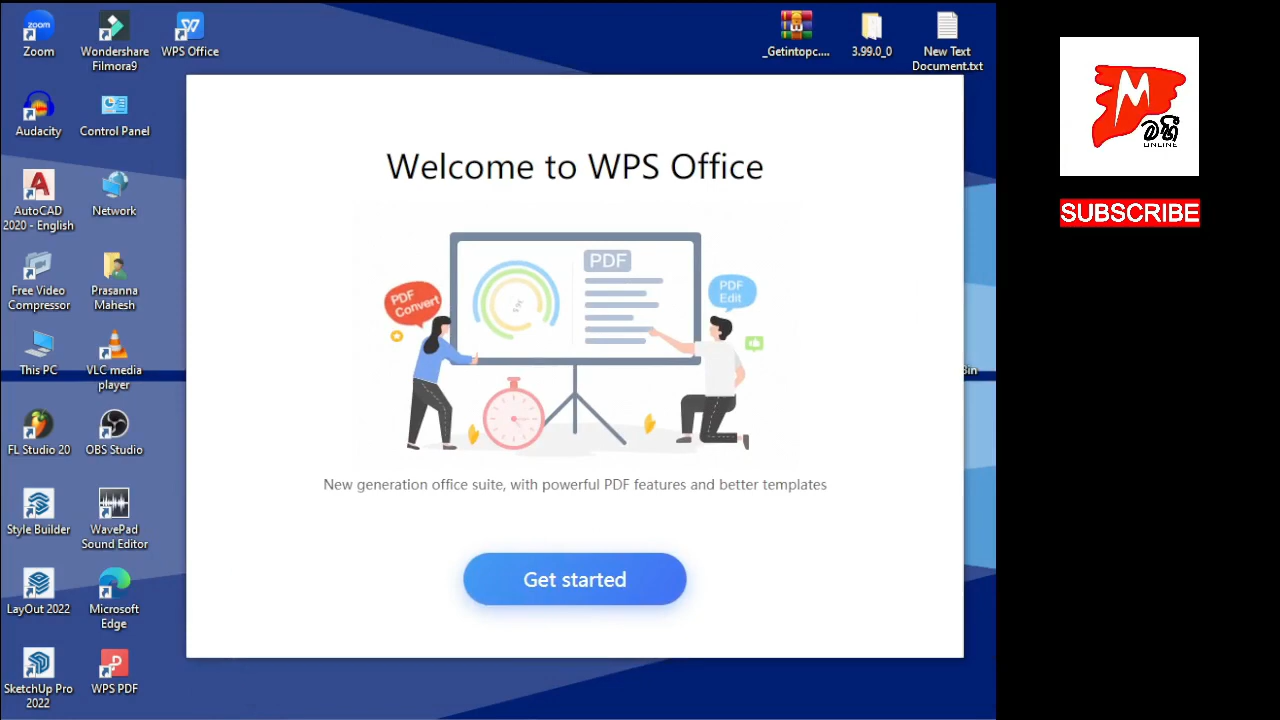 Zoom
Wondershare
Filmora9
WPS Office
_Getintopc....
3.99.0_0
New Text
Document.txt
Audacity
Control Panel
AutoCAD
2020 - English
Network
Free Video
Compressor
Prasanna
Mahesh
This PC
VLC media
player
FL Studio 20
OBS Studio
Style Builder
WavePad
Sound Editor
LayOut 2022
Microsoft
Edge
SketchUp Pro
2022
WPS PDF
Welcome to WPS Office
PDF
PDF
Convert
PDF
Edit
New generation office suite, with powerful PDF features and better templates
Get started
Bin
M
මහී
ONLINE
SUBSCRIBE